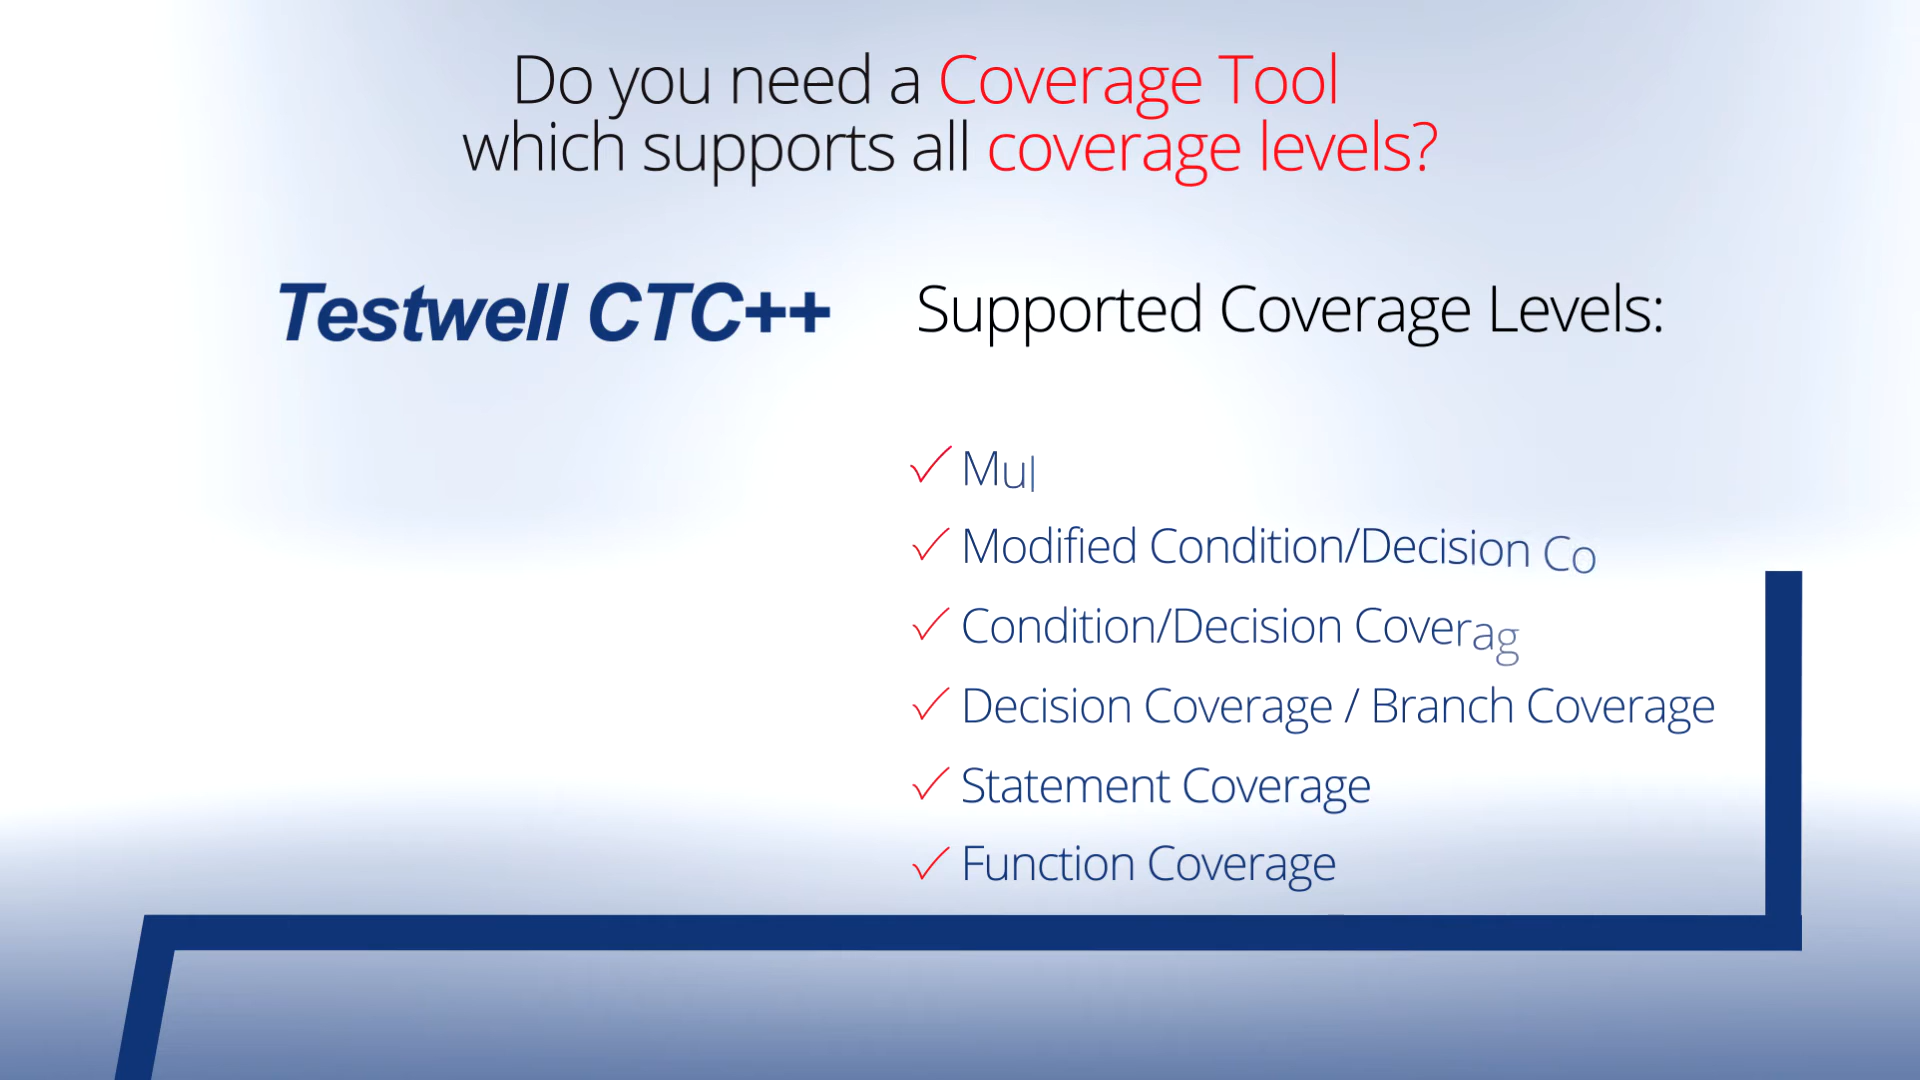 Do you need a Coverage Tool
which supports all coverage levels?
Testwell CTC++
Supported Coverage Levels:
Mul
Modified Condition/Decision Co
Condition/Decision Coverag
Decision Coverage / Branch Coverage
Statement Coverage
Function Coverage